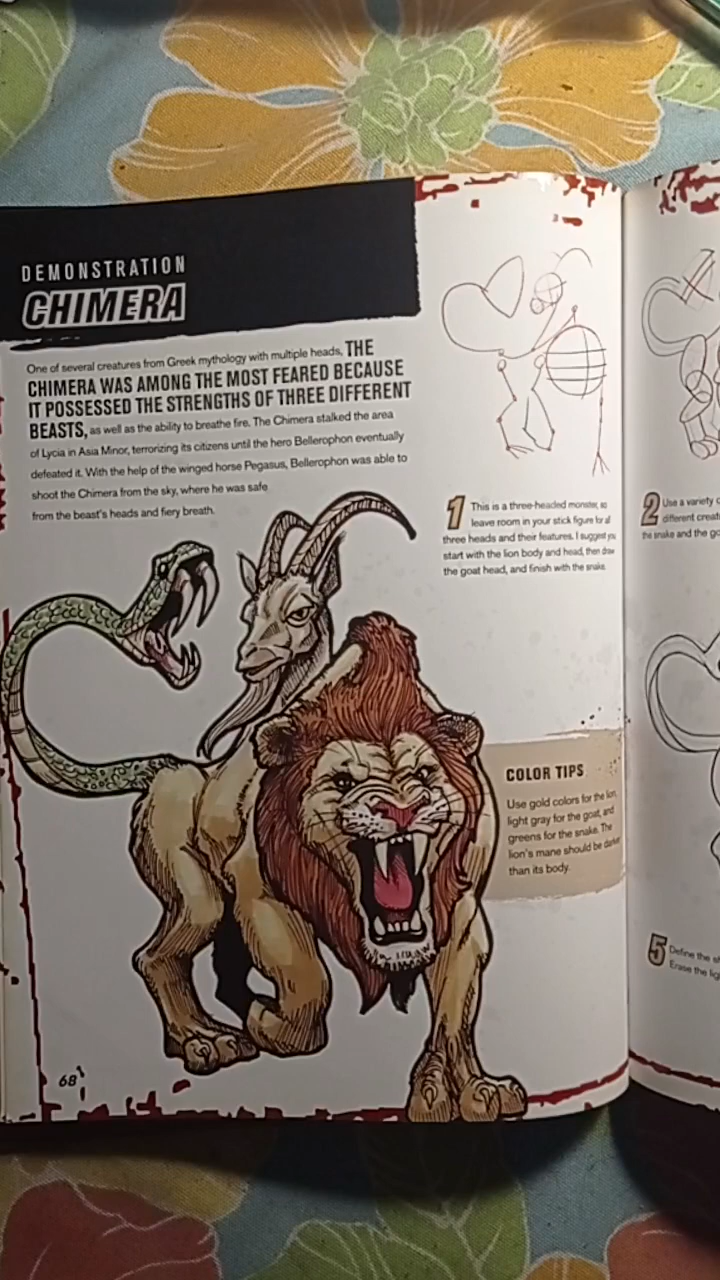 DEMONSTRATION
CHIMERA
One of several creatures from Greek mythology with multiple heads, THE
CHIMERA WAS AMONG THE MOST FEARED BECAUSE
IT POSSESSED THE STRENGTHS OF THREE DIFFERENT
BEASTS, as well as the ability to breathe fire. The Chimera stalked the area
of Lycia in Asia Minor, terrorizing its citizens until the hero Bellerophon eventually
defeated it. With the help of the winged horse Pegasus, Bellerophon was able to
shoot the Chimera from the sky, where he was safe
from the beast's heads and fiery breath.
1 This is a three-headed monster, so
leave room in your stick figure for all
three heads and their features. I suggest you
start with the lion body and head, then draw
the goat head, and finish with the snake.
COLOR TIPS
Use gold colors for the lion,
light gray for the goat, and
greens for the snake. The
lion's mane should be darker
than its body.
68
2 Use a variety
different
the snake and the
5 Define the
Erase the